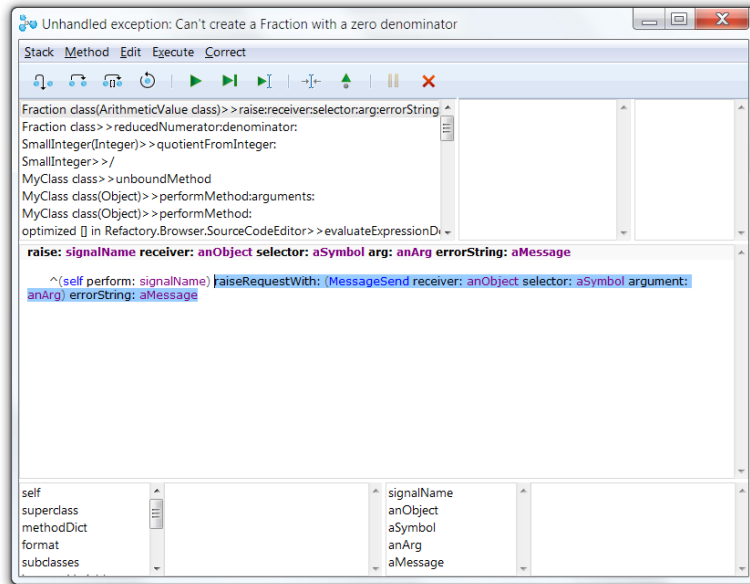 Unhandled exception: Can't create a Fraction with a zero denominator
Stack Method Edit Execute Correct
Fraction class(ArithmeticValue class)>>raise:receiver:selector:arg:errorString
Fraction class>>reducedNumerator:denominator:
SmallInteger(Integer)>>quotientFromInteger:
SmallInteger>>/
MyClass class>>unboundMethod
MyClass class(Object)>>performMethod:arguments:
MyClass class(Object)>>performMethod:
optimized [] in Refactory.Browser.SourceCodeEditor>>evaluateExpressionD
raise: signalName receiver: anObject selector: aSymbol arg: anArg errorString: aMessage
^(self perform: signalName) raiseRequestWith: (MessageSend receiver: anObject selector: aSymbol argument:
anArg) errorString: aMessage
self
superclass
methodDict
format
subclasses
signalName
anObject
aSymbol
anArg
aMessage